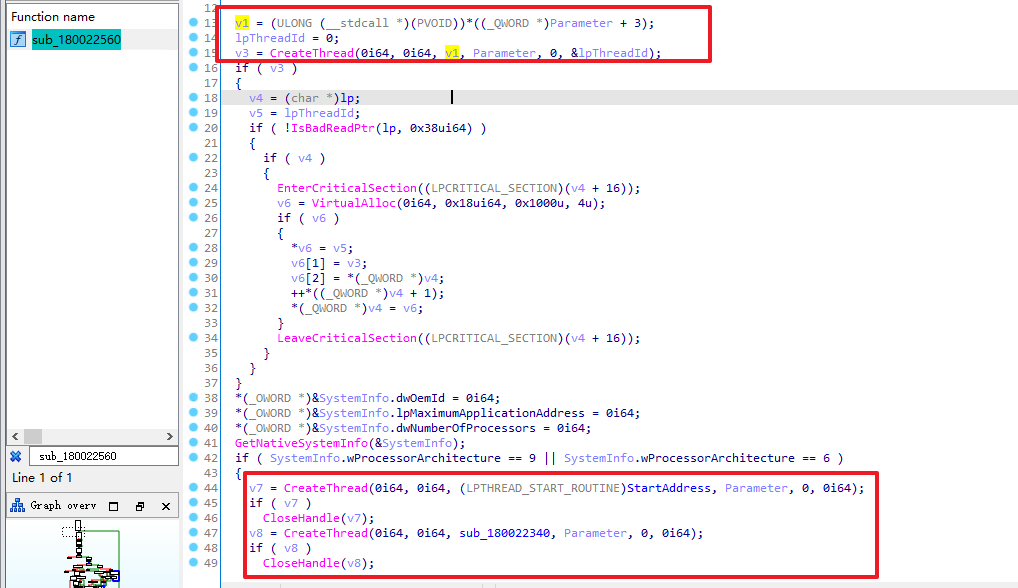 Function name
f sub_180022560
sub_180022560
Line 1 of 1
Graph overv
12
13 v1 = (ULONG (__stdcall *)(PVOID))*((_QWORD *)Parameter + 3);
14 lpThreadId = 0;
15 v3 = CreateThread(0i64, 0i64, v1, Parameter, 0, &lpThreadId);
16 if ( v3 )
17 {
18 v4 = (char *)lp;
19 v5 = lpThreadId;
20 if ( !IsBadReadPtr(lp, 0x38ui64) )
21 {
22 if ( v4 )
23 {
24 EnterCriticalSection((LPCRITICAL_SECTION)(v4 + 16));
25 v6 = VirtualAlloc(0i64, 0x18ui64, 0x1000u, 4u);
26 if ( v6 )
27 {
28 *v6 = v5;
29 v6[1] = v3;
30 v6[2] = *(_QWORD *)v4;
31 ++*((_QWORD *)v4 + 1);
32 *(_QWORD *)v4 = v6;
33 }
34 LeaveCriticalSection((LPCRITICAL_SECTION)(v4 + 16));
35 }
36 }
37 }
38 *(_OWORD *)&SystemInfo.dwOemId = 0i64;
39 *(_OWORD *)&SystemInfo.lpMaximumApplicationAddress = 0i64;
40 *(_OWORD *)&SystemInfo.dwNumberOfProcessors = 0i64;
41 GetNativeSystemInfo(&SystemInfo);
42 if ( SystemInfo.wProcessorArchitecture == 9 || SystemInfo.wProcessorArchitecture == 6 )
43 {
44 v7 = CreateThread(0i64, 0i64, (LPTHREAD_START_ROUTINE)StartAddress, Parameter, 0, 0i64);
45 if ( v7 )
46 CloseHandle(v7);
47 v8 = CreateThread(0i64, 0i64, sub_180022340, Parameter, 0, 0i64);
48 if ( v8 )
49 CloseHandle(v8);